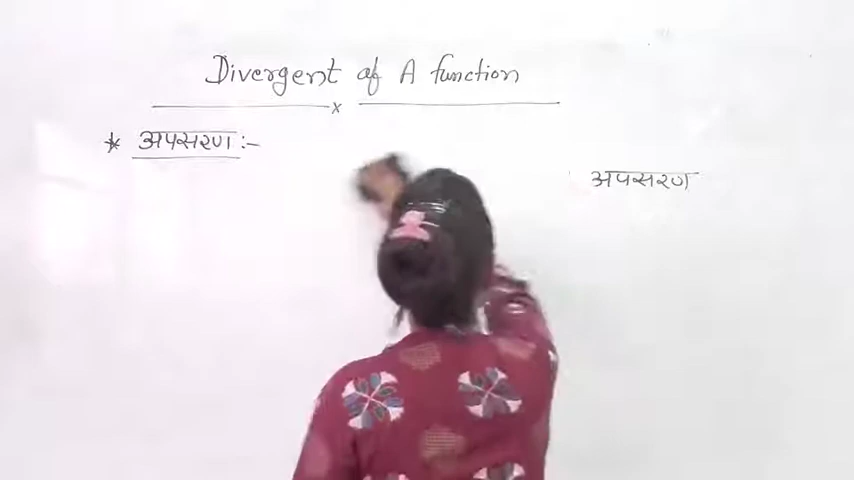 Divergent of A function
* अपसरण :-
अपसरण